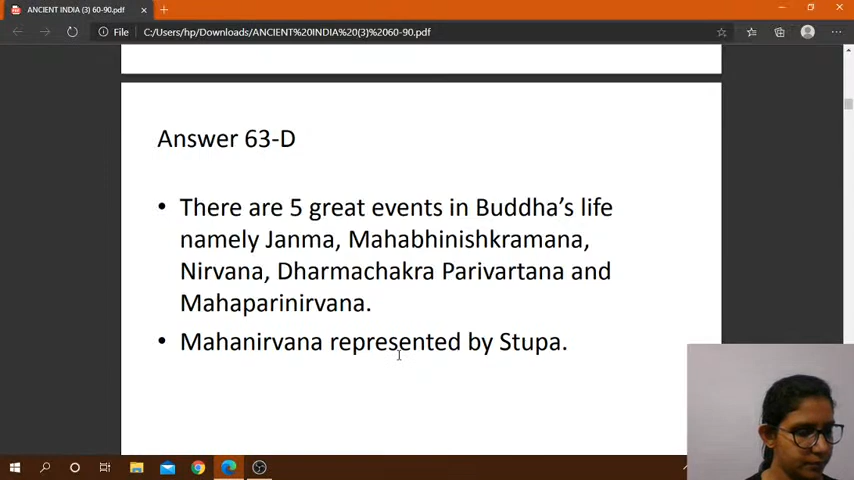 ANCIENT INDIA (3) 60-90.pdf
File
C:/Users/hp/Downloads/ANCIENT%20INDIA%20(3)%2060-90.pdf
Answer 63-D
• There are 5 great events in Buddha’s life
namely Janma, Mahabhinishkramana,
Nirvana, Dharmachakra Parivartana and
Mahaparinirvana.
• Mahanirvana represented by Stupa.